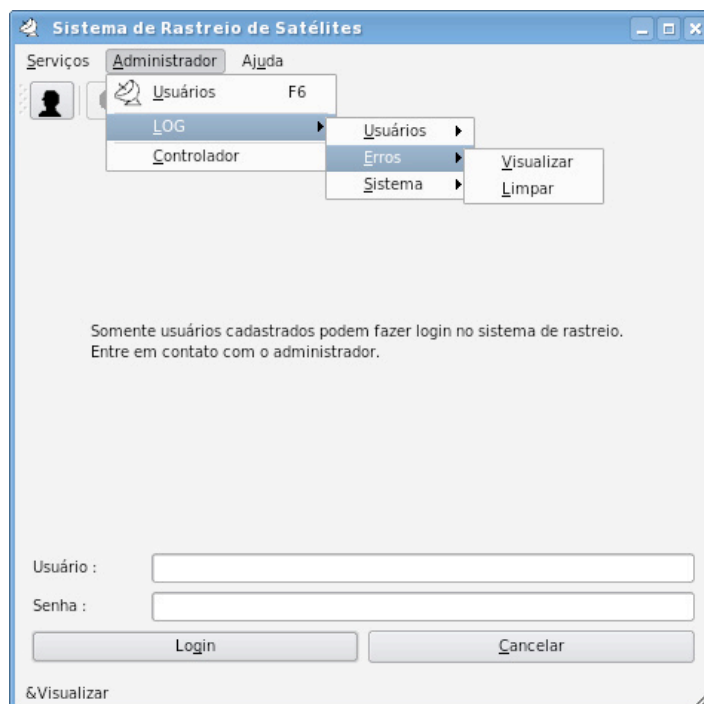 Sistema de Rastreio de Satélites
Serviços Administrador Ajuda
Usuários F6
LOG
Controlador
Usuários
Erros
Sistema
Visualizar
Limpar
Somente usuários cadastrados podem fazer login no sistema de rastreio.
Entre em contato com o administrador.
Usuário :
Senha :
Login Cancelar
&Visualizar